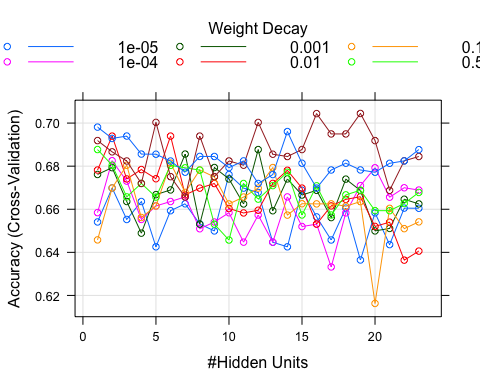 Weight Decay
1e-05 0.001 0.1
1e-04 0.01 0.5
Accuracy (Cross-Validation)
0.70
0.68
0.66
0.64
0.62
0 5 10 15 20
#Hidden Units